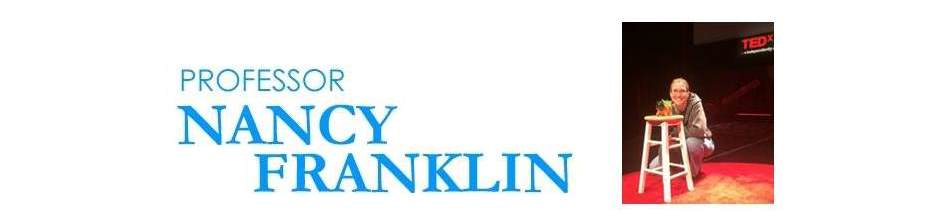 PROFESSOR
NANCY
FRANKLIN
TEDx